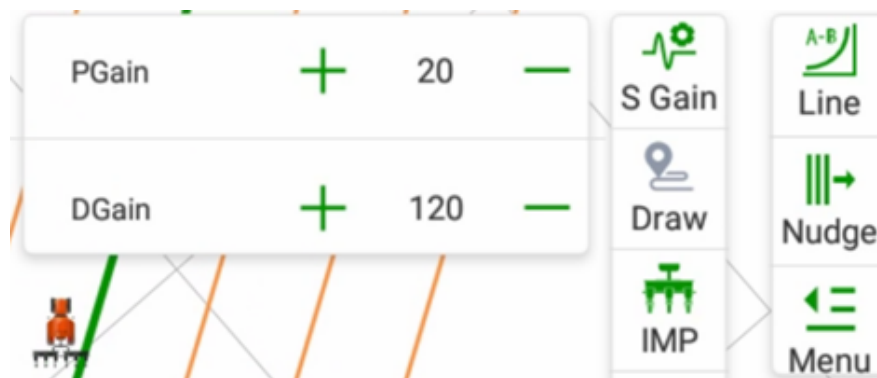 PGain + 20 —
DGain + 120 —
S Gain
Draw
IMP
A-B
Line
Nudge
Menu